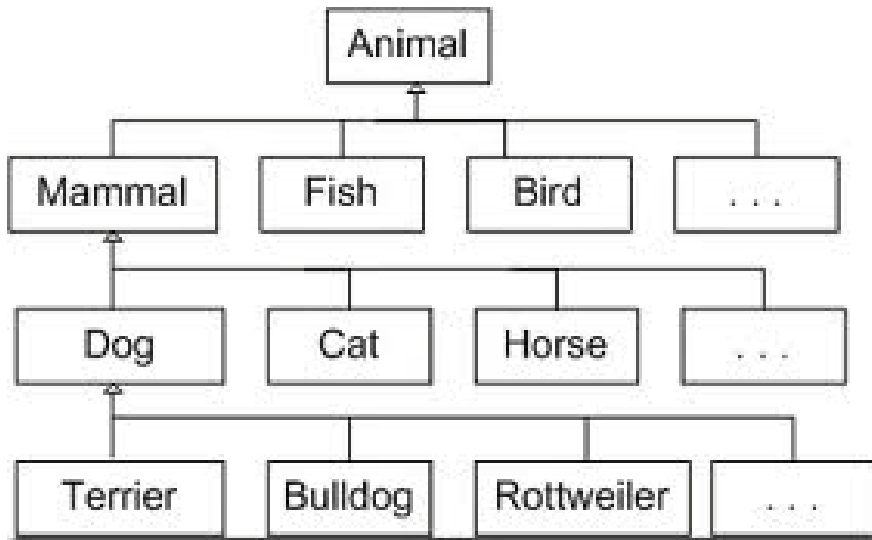 Animal
Mammal Fish Bird . . .
Dog Cat Horse . . .
Terrier Bulldog Rottweiler . . .